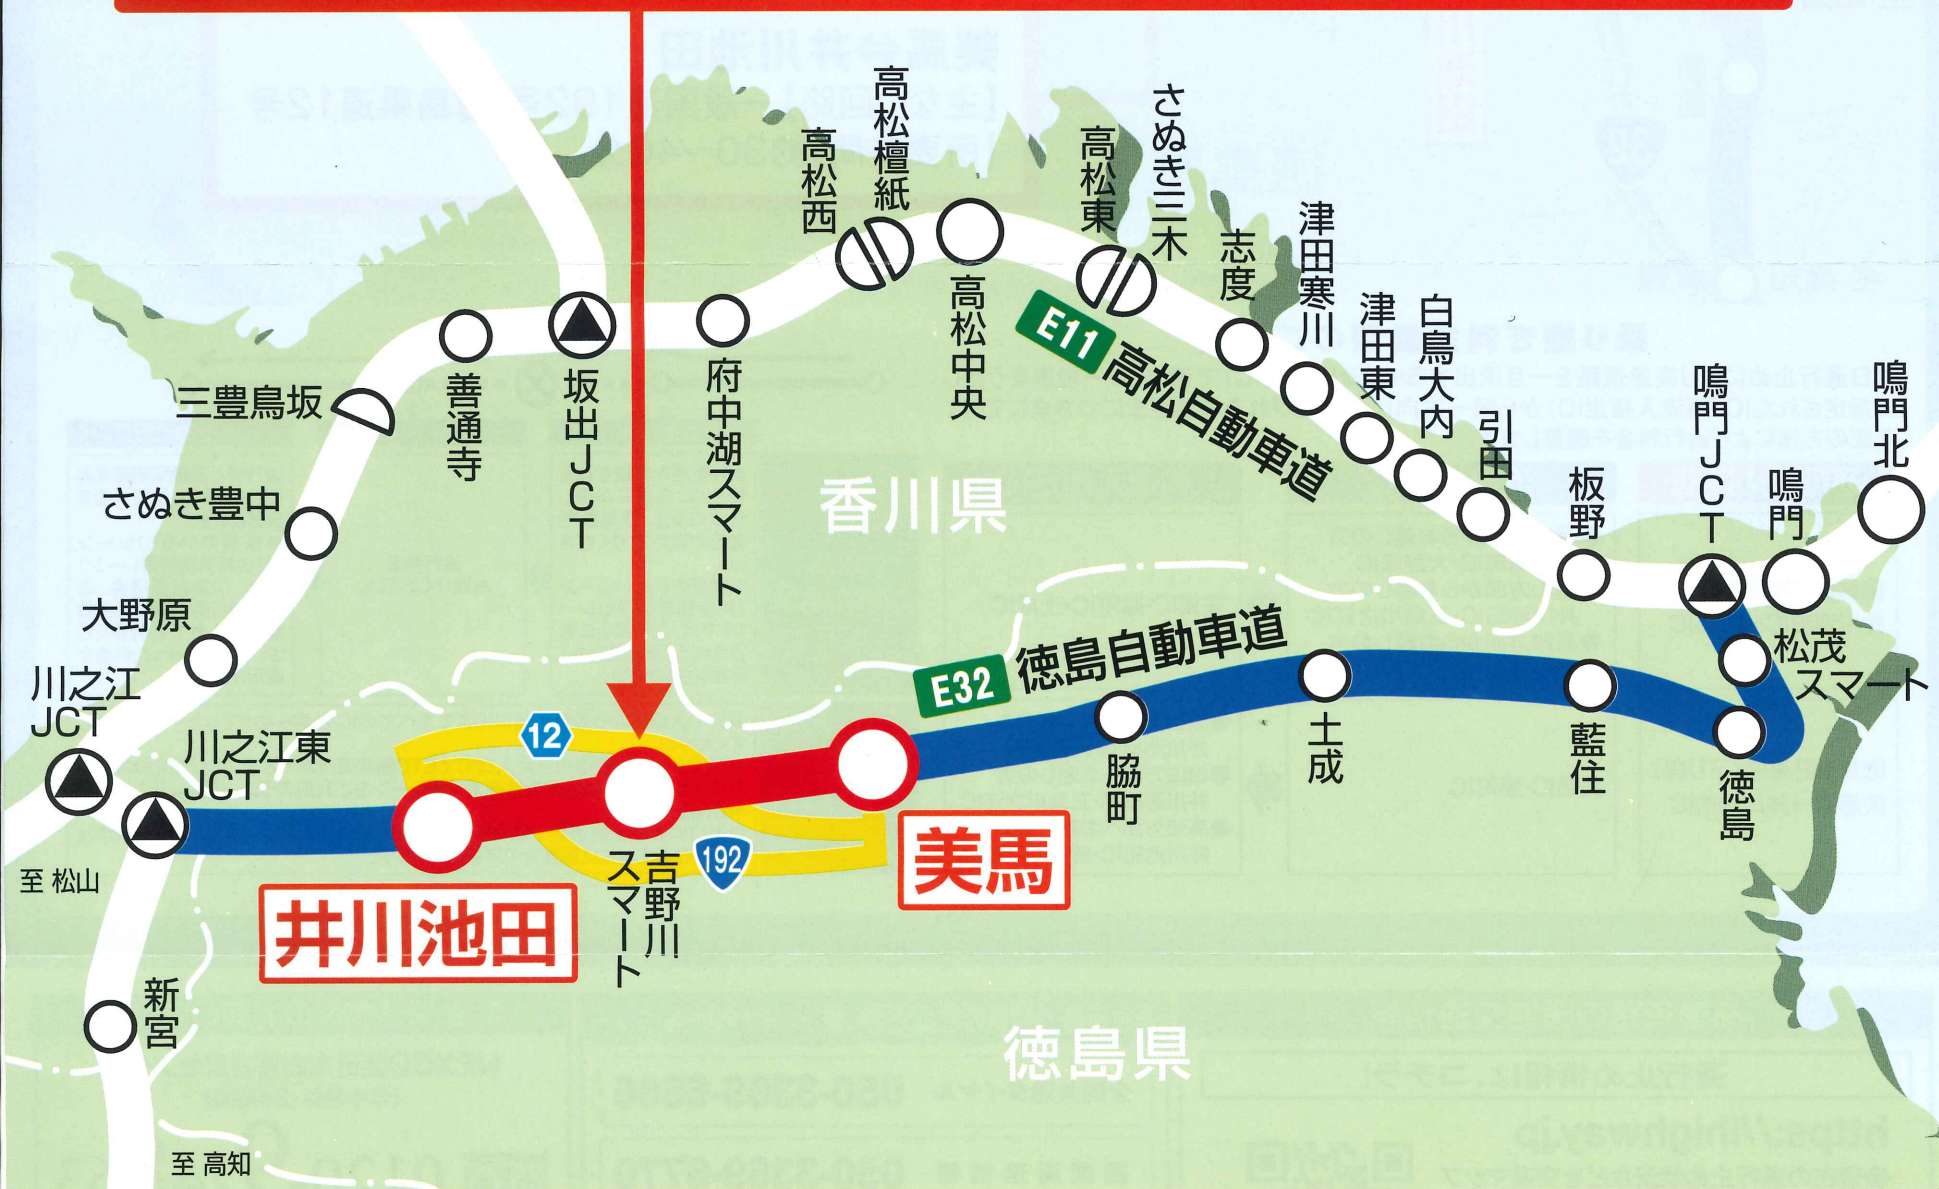 高松檀紙
高松西
さぬき三木
高松東
志度
津田寒川
高松中央
津田東
白鳥大内
E11 高松自動車道
鳴門JCT
鳴門北
三豊鳥坂
善通寺
坂出JCT
府中湖スマート
引田
板野
鳴門
さぬき豊中
香川県
大野原
松茂
スマート
川之江
JCT
E32 徳島自動車道
川之江東
JCT
12
脇町
土成
藍住
徳島
192
美馬
至 松山
吉野川
スマート
井川池田
新宮
徳島県
至 高知